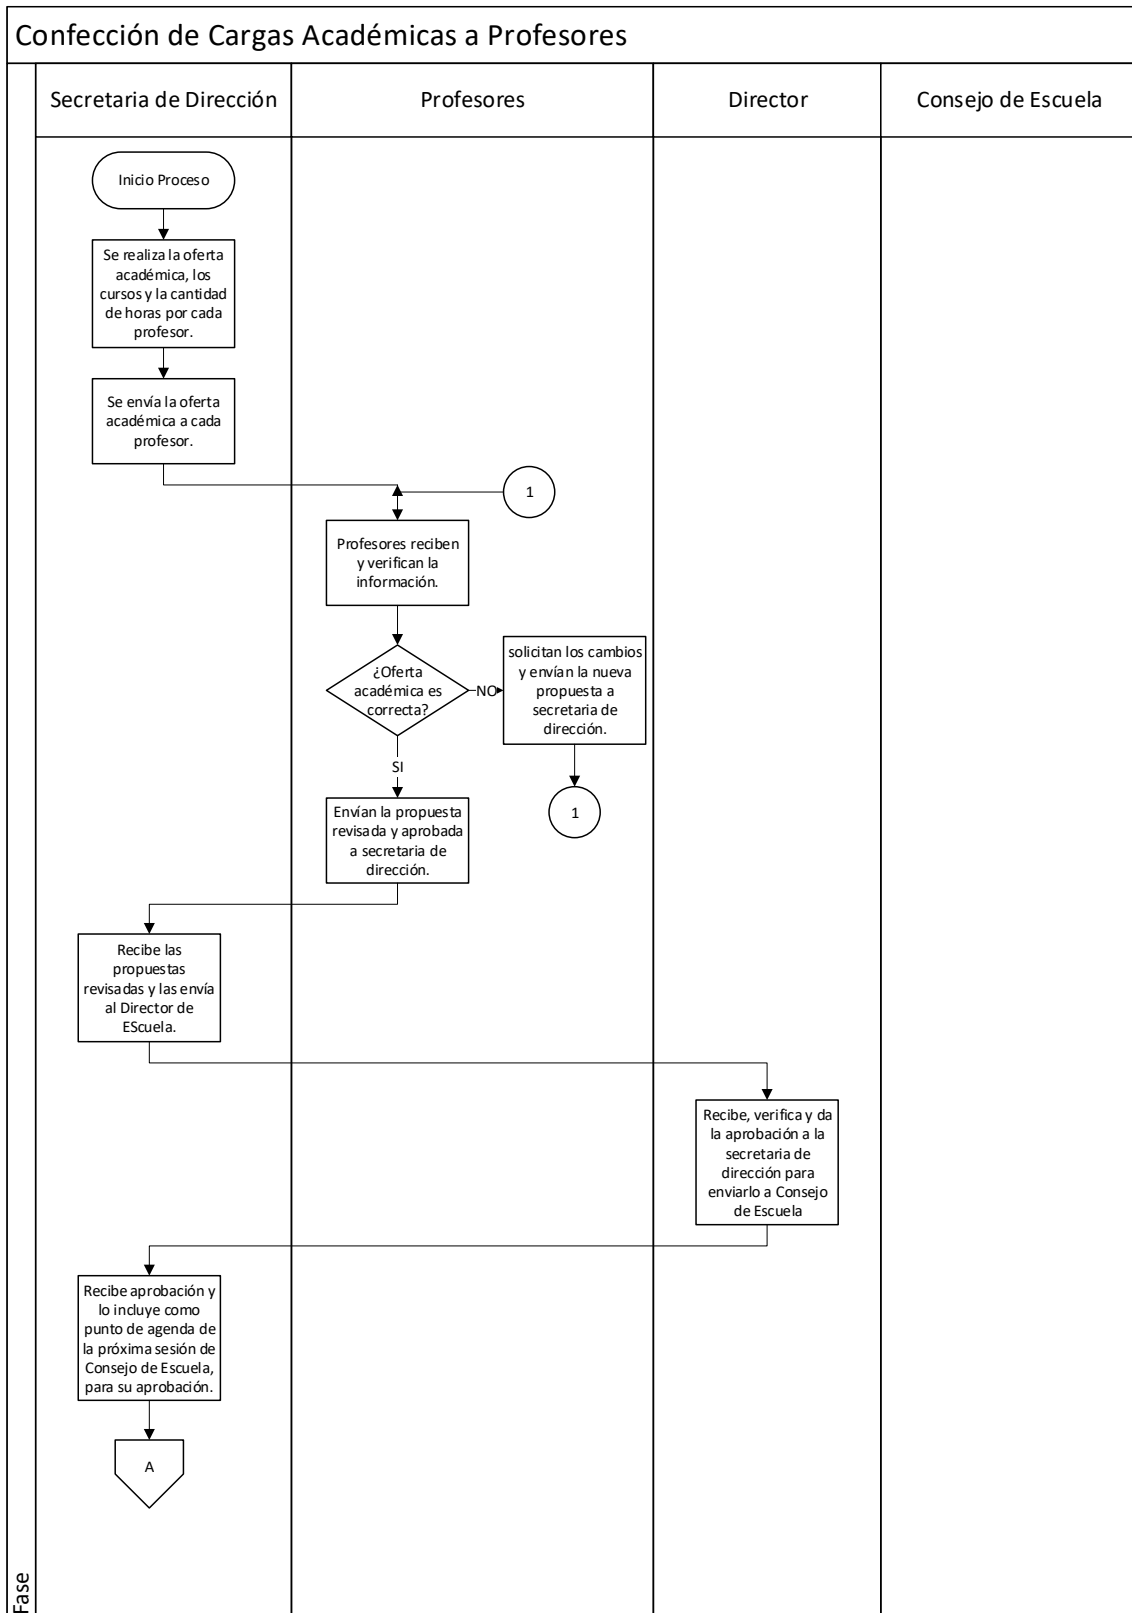 Confección de Cargas Académicas a Profesores
Secretaria de Dirección
Profesores
Director
Consejo de Escuela
Inicio Proceso
Se realiza la oferta
académica, los
cursos y la cantidad
de horas por cada
profesor.
Se envía la oferta
académica a cada
profesor.
1
Profesores reciben
y verifican la
información.
¿Oferta
académica es
correcta?
NO
solicitan los cambios
y envían la nueva
propuesta a
secretaria de
dirección.
SI
1
Envían la propuesta
revisada y aprobada
a secretaria de
dirección.
Recibe las
propuestas
revisadas y las envía
al Director de
EScuela.
Recibe, verifica y da
la aprobación a la
secretaria de
dirección para
enviarlo a Consejo
de Escuela
Recibe aprobación y
lo incluye como
punto de agenda de
la próxima sesión de
Consejo de Escuela,
para su aprobación.
A
Fase